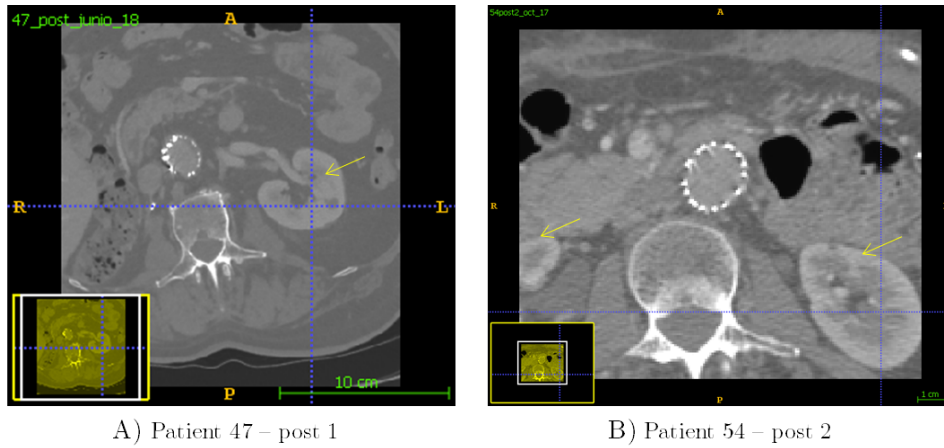 47_post_junio_18
A
R
L
P
10 cm
54post2_oct_17
A
R
P
1 cm
A) Patient 47 – post 1
B) Patient 54 – post 2